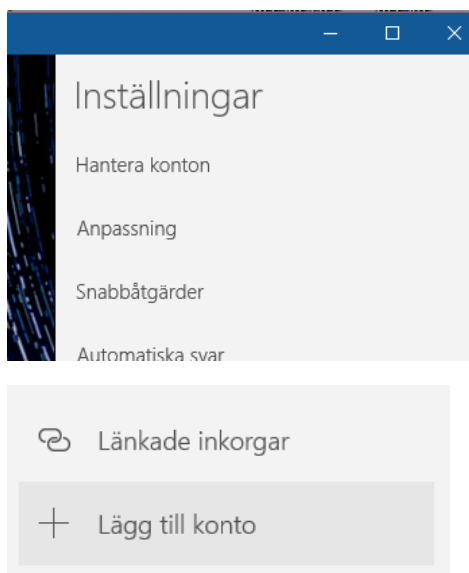 Inställningar
Hantera konton
Anpassning
Snabbåtgärder
Automatiska svar
Länkade inkorgar
Lägg till konto